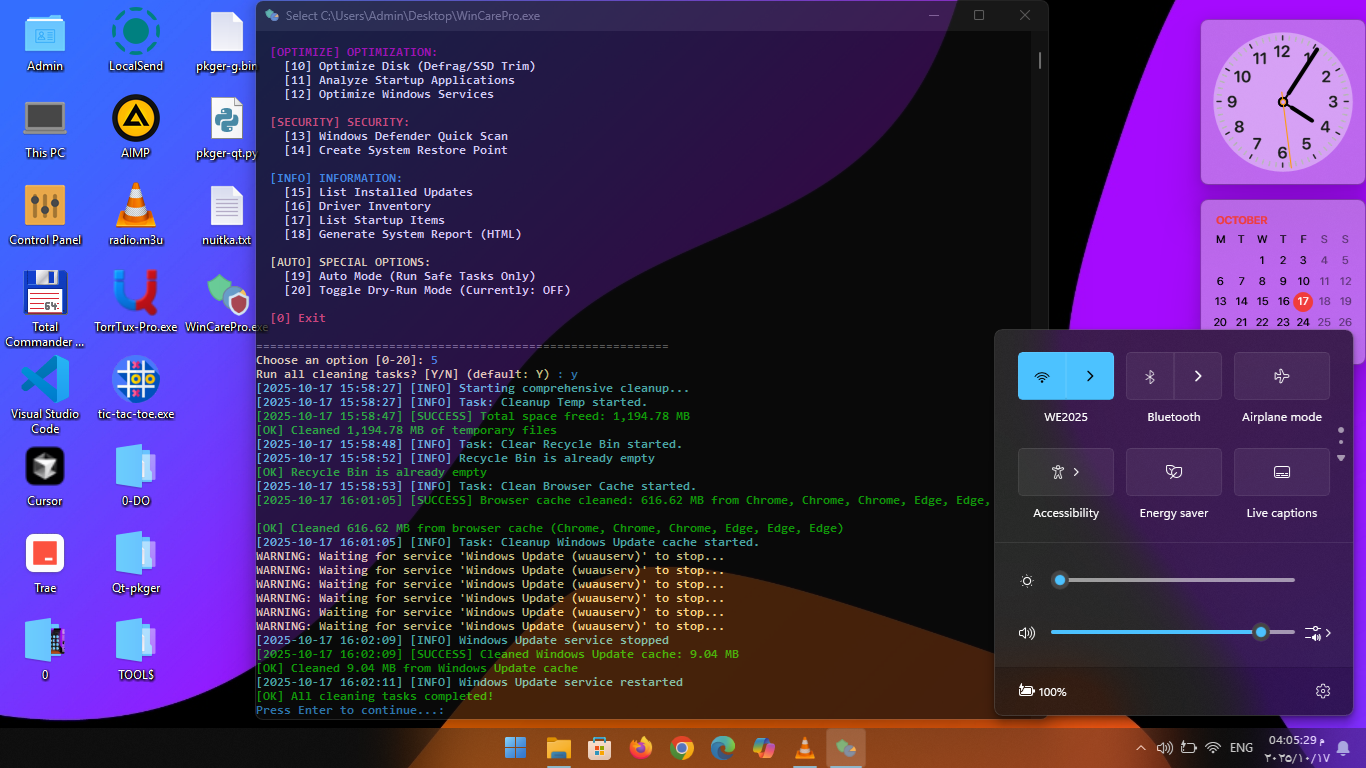 Admin
LocalSend
pkger-g.bin
This PC
AIMP
pkger-qt.py
Control Panel
radio.m3u
nuitka.txt
64:
Total
Commander ...
TorrTux-Pro.exe
WinCarePro.exe
Visual Studio
Code
tic-tac-toe.exe
Cursor
0-DO
Trae
Qt-pkger
0
TOOL$
Select C:\Users\Admin\Desktop\WinCarePro.exe
[OPTIMIZE] OPTIMIZATION:
[10] Optimize Disk (Defrag/SSD Trim)
[11] Analyze Startup Applications
[12] Optimize Windows Services
[SECURITY] SECURITY:
[13] Windows Defender Quick Scan
[14] Create System Restore Point
[INFO] INFORMATION:
[15] List Installed Updates
[16] Driver Inventory
[17] List Startup Items
[18] Generate System Report (HTML)
[AUTO] SPECIAL OPTIONS:
[19] Auto Mode (Run Safe Tasks Only)
[20] Toggle Dry-Run Mode (Currently: OFF)
[0] Exit
===========================================================
Choose an option [0-20]: 5
Run all cleaning tasks? [Y/N] (default: Y) : y
[2025-10-17 15:58:27] [INFO] Starting comprehensive cleanup...
[2025-10-17 15:58:27] [INFO] Task: Cleanup Temp started.
[2025-10-17 15:58:47] [SUCCESS] Total space freed: 1,194.78 MB
[OK] Cleaned 1,194.78 MB of temporary files
[2025-10-17 15:58:48] [INFO] Task: Clear Recycle Bin started.
[2025-10-17 15:58:52] [INFO] Recycle Bin is already empty
[OK] Recycle Bin is already empty
[2025-10-17 15:58:53] [INFO] Task: Clean Browser Cache started.
[2025-10-17 16:01:05] [SUCCESS] Browser cache cleaned: 616.62 MB from Chrome, Chrome, Chrome, Edge, Edge,
[OK] Cleaned 616.62 MB from browser cache (Chrome, Chrome, Chrome, Edge, Edge, Edge)
[2025-10-17 16:01:05] [INFO] Task: Cleanup Windows Update cache started.
WARNING: Waiting for service 'Windows Update (wuauserv)' to stop...
WARNING: Waiting for service 'Windows Update (wuauserv)' to stop...
WARNING: Waiting for service 'Windows Update (wuauserv)' to stop...
WARNING: Waiting for service 'Windows Update (wuauserv)' to stop...
WARNING: Waiting for service 'Windows Update (wuauserv)' to stop...
WARNING: Waiting for service 'Windows Update (wuauserv)' to stop...
[2025-10-17 16:02:09] [INFO] Windows Update service stopped
[2025-10-17 16:02:09] [SUCCESS] Cleaned Windows Update cache: 9.04 MB
[OK] Cleaned 9.04 MB from Windows Update cache
[2025-10-17 16:02:11] [INFO] Windows Update service restarted
[OK] All cleaning tasks completed!
Press Enter to continue...:
12
11 1
10 2
9 3
8 4
7 5
6
OCTOBER
M T W T F S S
1 2 3 4 5
6 7 8 9 10 11 12
13 14 15 16 17 18 19
20 21 22 23 24 25 26
WE2025
Bluetooth
Airplane mode
Accessibility
Energy saver
Live captions
100%
ENG
04:05:29 م
٢٠٢٥/١٠/١٧